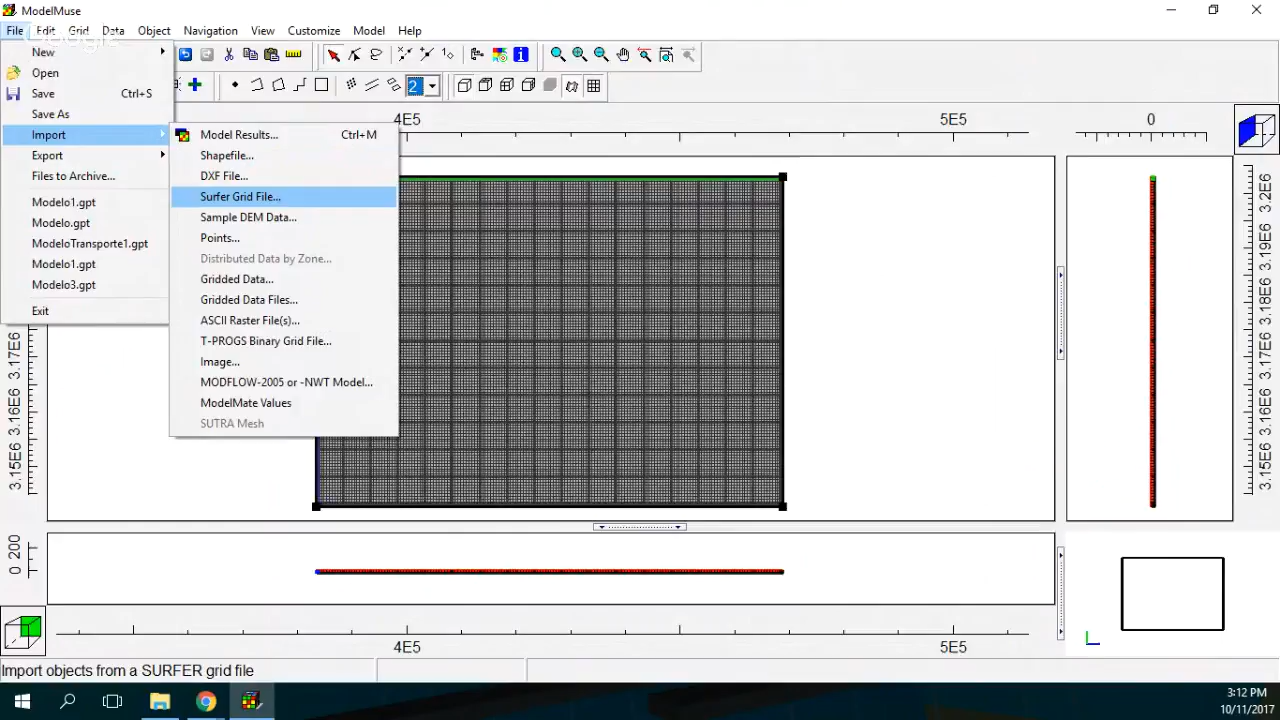 ModelMuse
File Edit Grid Data Object Navigation View Customize Model Help
New
Open
Save Ctrl+S
Save As
Import
Export
Files to Archive...
Modelo1.gpt
Modelo.gpt
ModeloTransporte1.gpt
Modelo1.gpt
Modelo3.gpt
Exit
Model Results... Ctrl+M
Shapefile...
DXF File...
Surfer Grid File...
Sample DEM Data...
Points...
Distributed Data by Zone...
Gridded Data...
Gridded Data Files...
ASCII Raster File(s)...
T-PROGS Binary Grid File...
Image...
MODFLOW-2005 or -NWT Model...
ModelMate Values
SUTRA Mesh
2
4E5 5E5
0
3.17E6
3.16E6
3.15E6
3.2E6
3.19E6
3.18E6
3.17E6
3.16E6
3.15E6
0 200
4E5 5E5
Import objects from a SURFER grid file
3:12 PM
10/11/2017